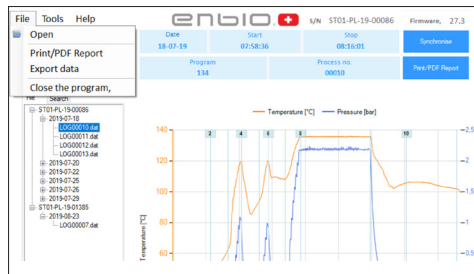 File Tools Help
enbio. S/N ST01-PL-19-00086 Firmware, 27.3
Open
Print/PDF Report
Export data
Close the program,
Date Start Stop
18-07-19 07:58:36 08:16:01
Synchronise
Program Process no.
134 00010
Print/PDF Report
Search
ST01-PL-19-00086
2019-07-18
LOG00010.dat
LOG00011.dat
LOG00012.dat
LOG00013.dat
2019-07-20
2019-07-22
2019-07-25
2019-07-26
2019-07-29
ST01-PL-19-01385
2019-08-23
LOG00007.dat
Temperature [°C] Pressure [bar]
2 4 6 8 10
140
120
100
80
60
Temperature [°C]
2.5
2
1.5
1
0.5